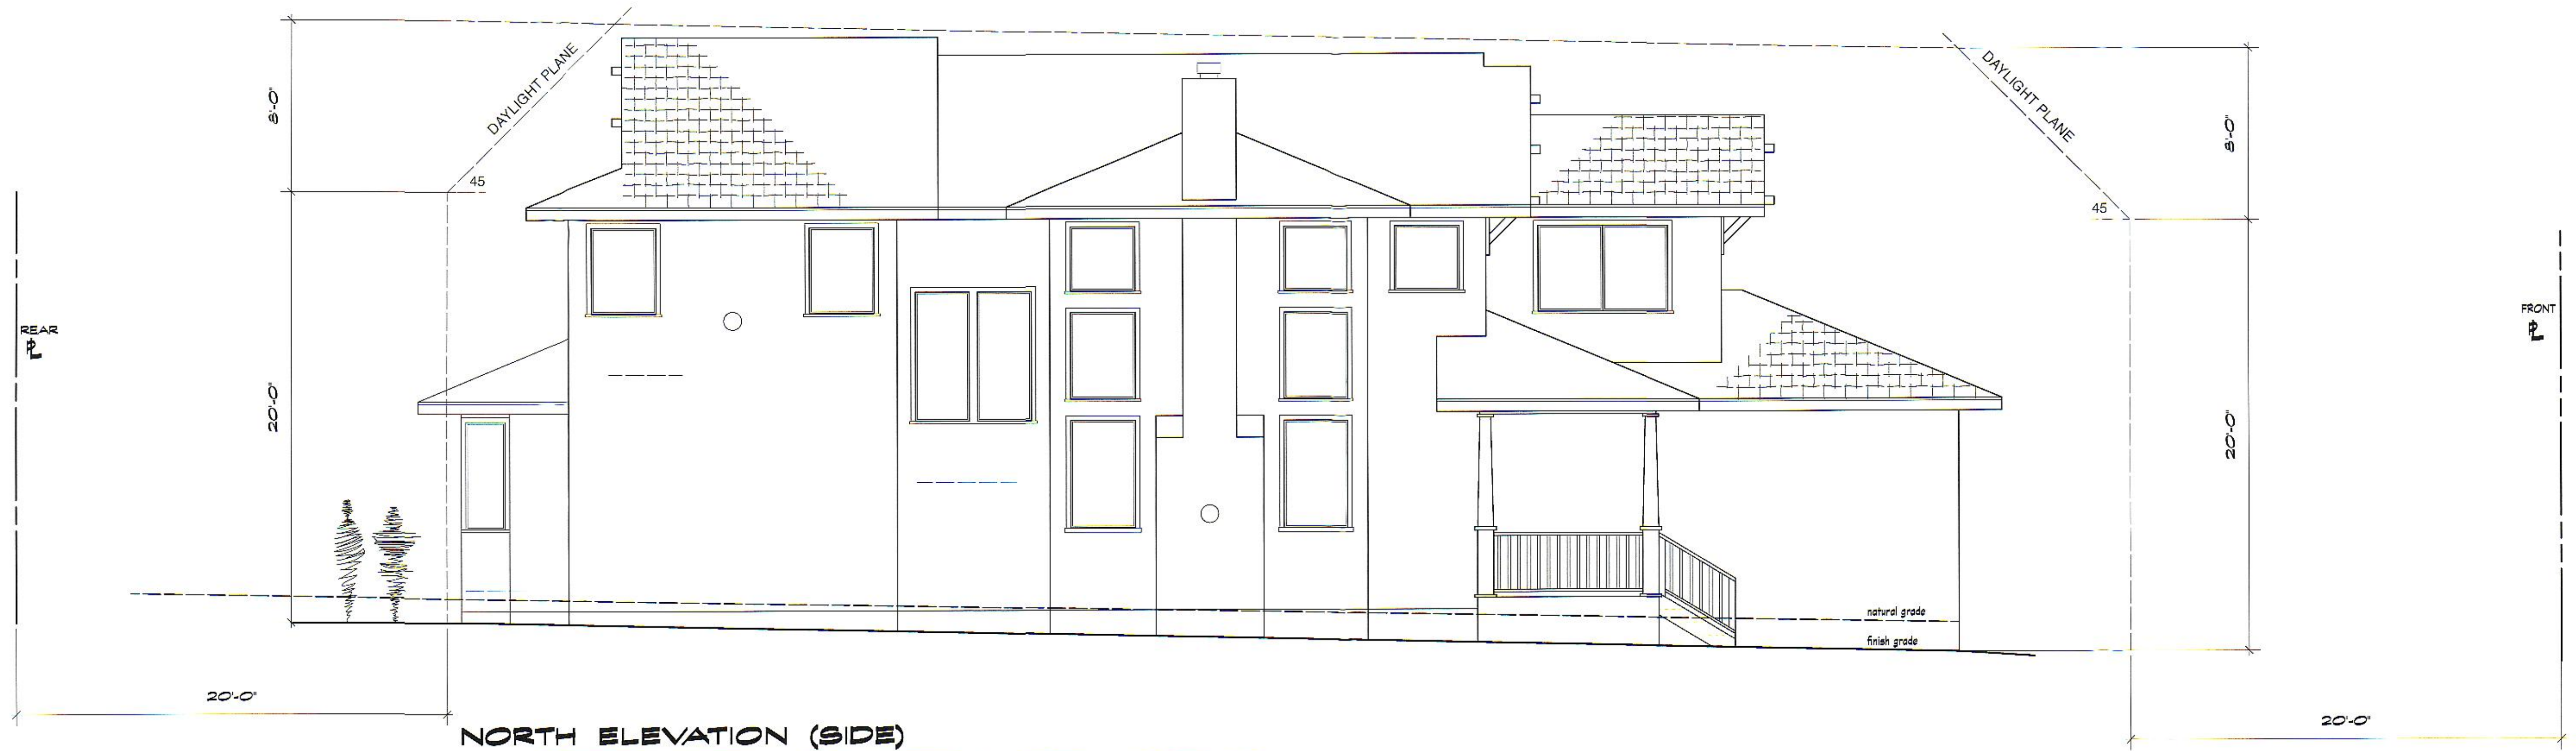 8'-0"
DAYLIGHT PLANE
45
REAR
PL
20'-0"
20'-0"
NORTH ELEVATION (SIDE)
DAYLIGHT PLANE
8'-0"
45
FRONT
PL
20'-0"
natural grade
finish grade
20'-0"